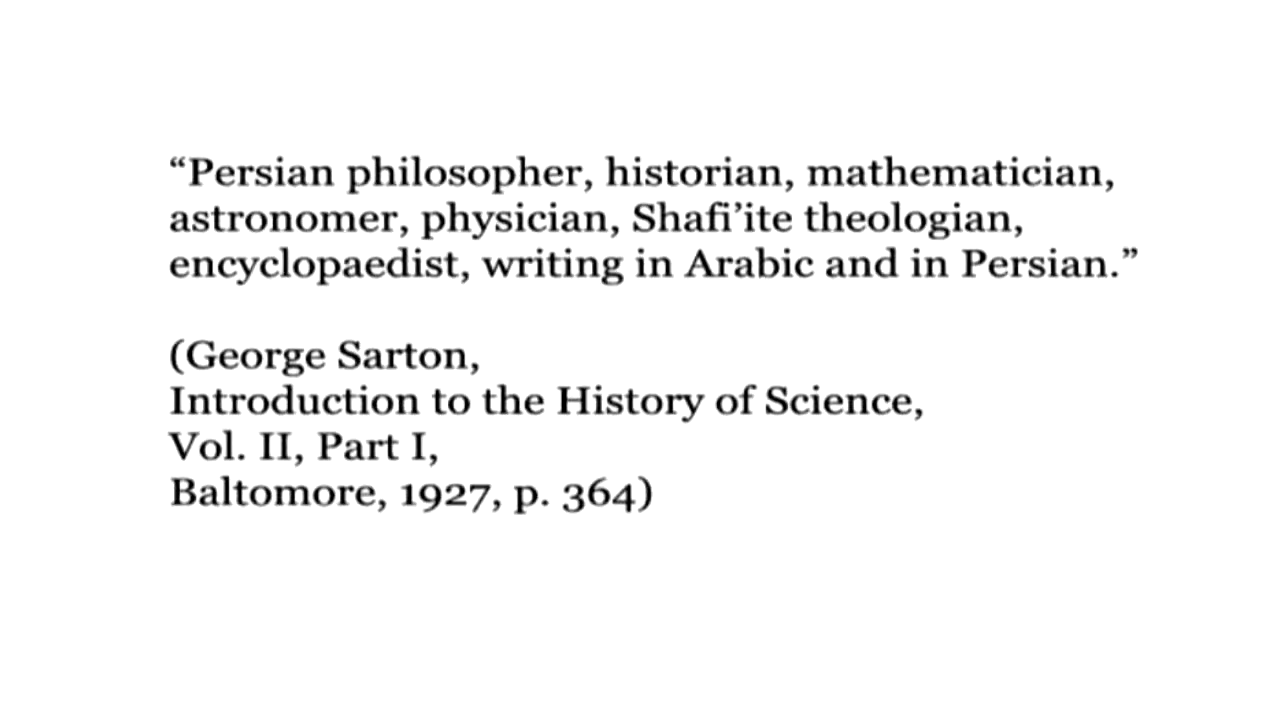 “Persian philosopher, historian, mathematician,
astronomer, physician, Shafi’ite theologian,
encyclopaedist, writing in Arabic and in Persian.”
(George Sarton,
Introduction to the History of Science,
Vol. II, Part I,
Baltomore, 1927, p. 364)